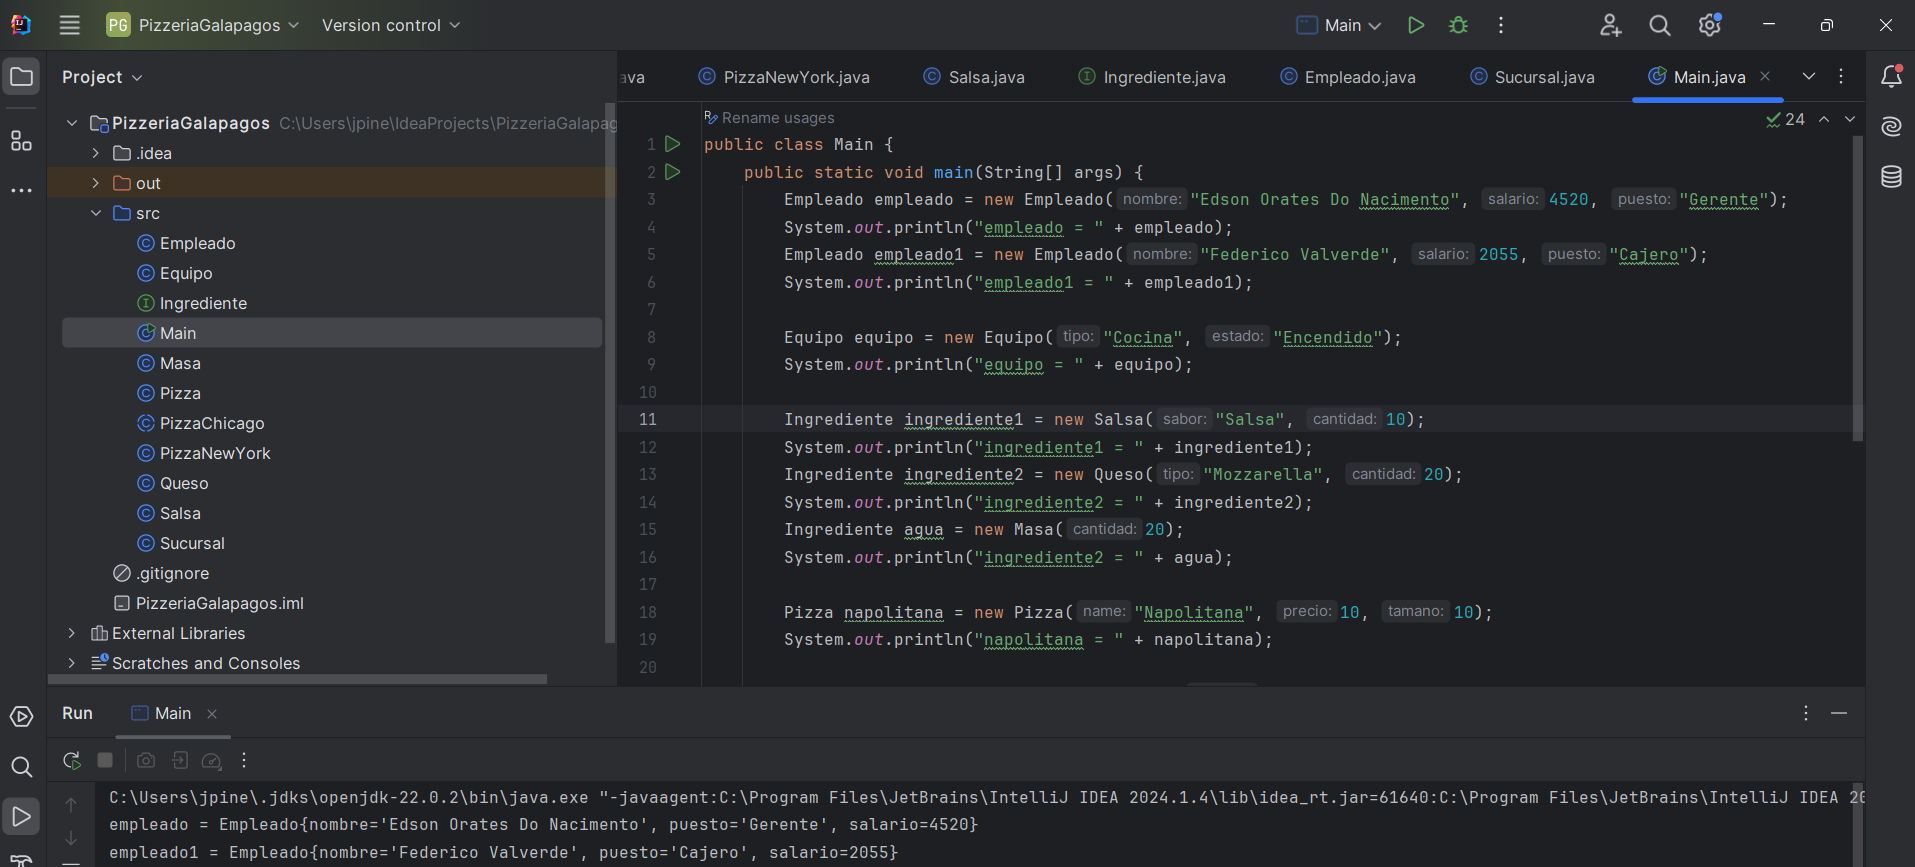 PG PizzeriaGalapagos Version control Main
Project
ava PizzaNewYork.java Salsa.java Ingrediente.java Empleado.java Sucursal.java Main.java
PizzeriaGalapagos C:\Users\jpine\IdeaProjects\PizzeriaGalapag
.idea
out
src
Empleado
Equipo
Ingrediente
Main
Masa
Pizza
PizzaChicago
PizzaNewYork
Queso
Salsa
Sucursal
.gitignore
PizzeriaGalapagos.iml
External Libraries
Scratches and Consoles
Rename usages 24
1 public class Main {
2 public static void main(String[] args) {
3 Empleado empleado = new Empleado( nombre: "Edson Orates Do Nacimento", salario: 4520, puesto: "Gerente");
4 System.out.println("empleado = " + empleado);
5 Empleado empleado1 = new Empleado( nombre: "Federico Valverde", salario: 2055, puesto: "Cajero");
6 System.out.println("empleado1 = " + empleado1);
7
8 Equipo equipo = new Equipo( tipo: "Cocina", estado: "Encendido");
9 System.out.println("equipo = " + equipo);
10
11 Ingrediente ingrediente1 = new Salsa( sabor: "Salsa", cantidad: 10);
12 System.out.println("ingrediente1 = " + ingrediente1);
13 Ingrediente ingrediente2 = new Queso( tipo: "Mozzarella", cantidad: 20);
14 System.out.println("ingrediente2 = " + ingrediente2);
15 Ingrediente agua = new Masa( cantidad: 20);
16 System.out.println("ingrediente2 = " + agua);
17
18 Pizza napolitana = new Pizza( name: "Napolitana", precio: 10, tamano: 10);
19 System.out.println("napolitana = " + napolitana);
20
Run Main
C:\Users\jpine\.jdks\openjdk-22.0.2\bin\java.exe "-javaagent:C:\Program Files\JetBrains\IntelliJ IDEA 2024.1.4\lib\idea_rt.jar=61640:C:\Program Files\JetBrains\IntelliJ IDEA 20
empleado = Empleado{nombre='Edson Orates Do Nacimento', puesto='Gerente', salario=4520}
empleado1 = Empleado{nombre='Federico Valverde', puesto='Cajero', salario=2055}